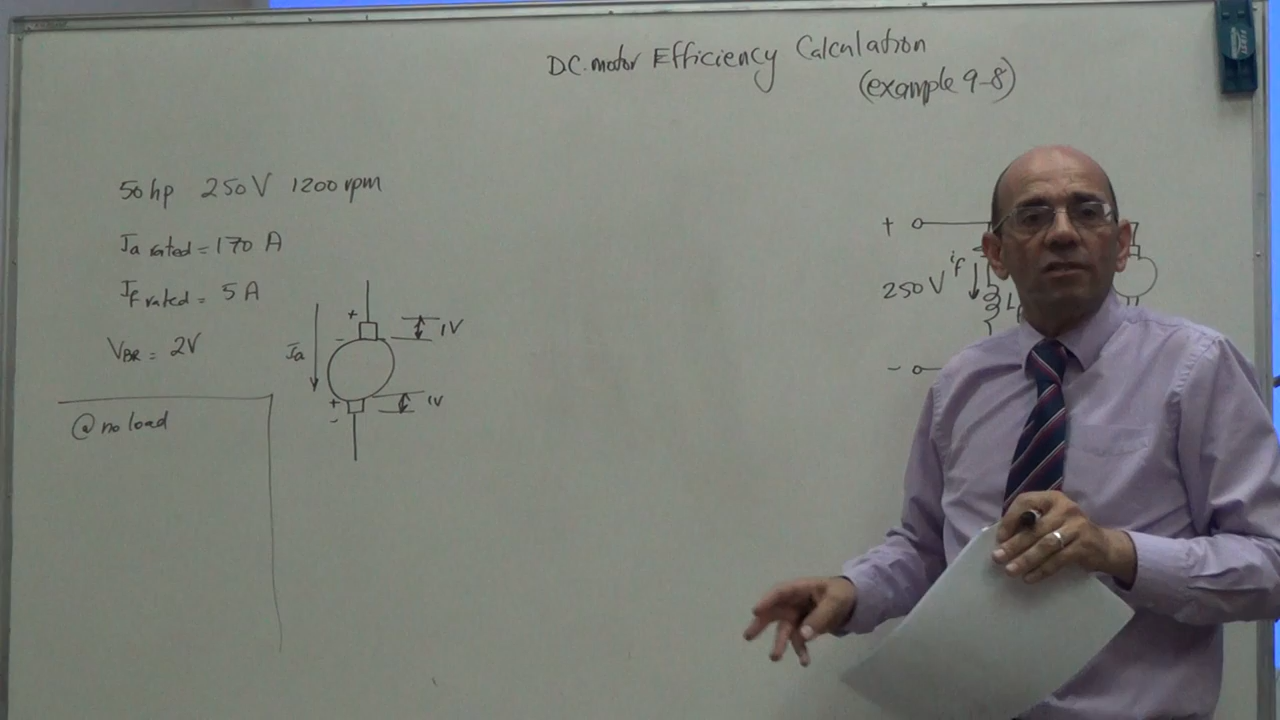 DC. motor Efficiency Calculation
(example 9-8)
50 hp 250 V 1200 rpm
Ia rated = 170 A
If rated = 5 A
VBR = 2V
@ no load
Ia
+
-
1V
+
-
1V
+
250 V
if
L
-